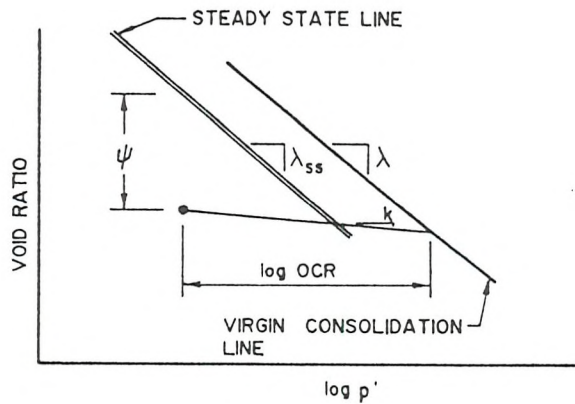 STEADY STATE LINE
ψ
λss
λ
k
log OCR
VIRGIN CONSOLIDATION
LINE
VOID RATIO
log p'